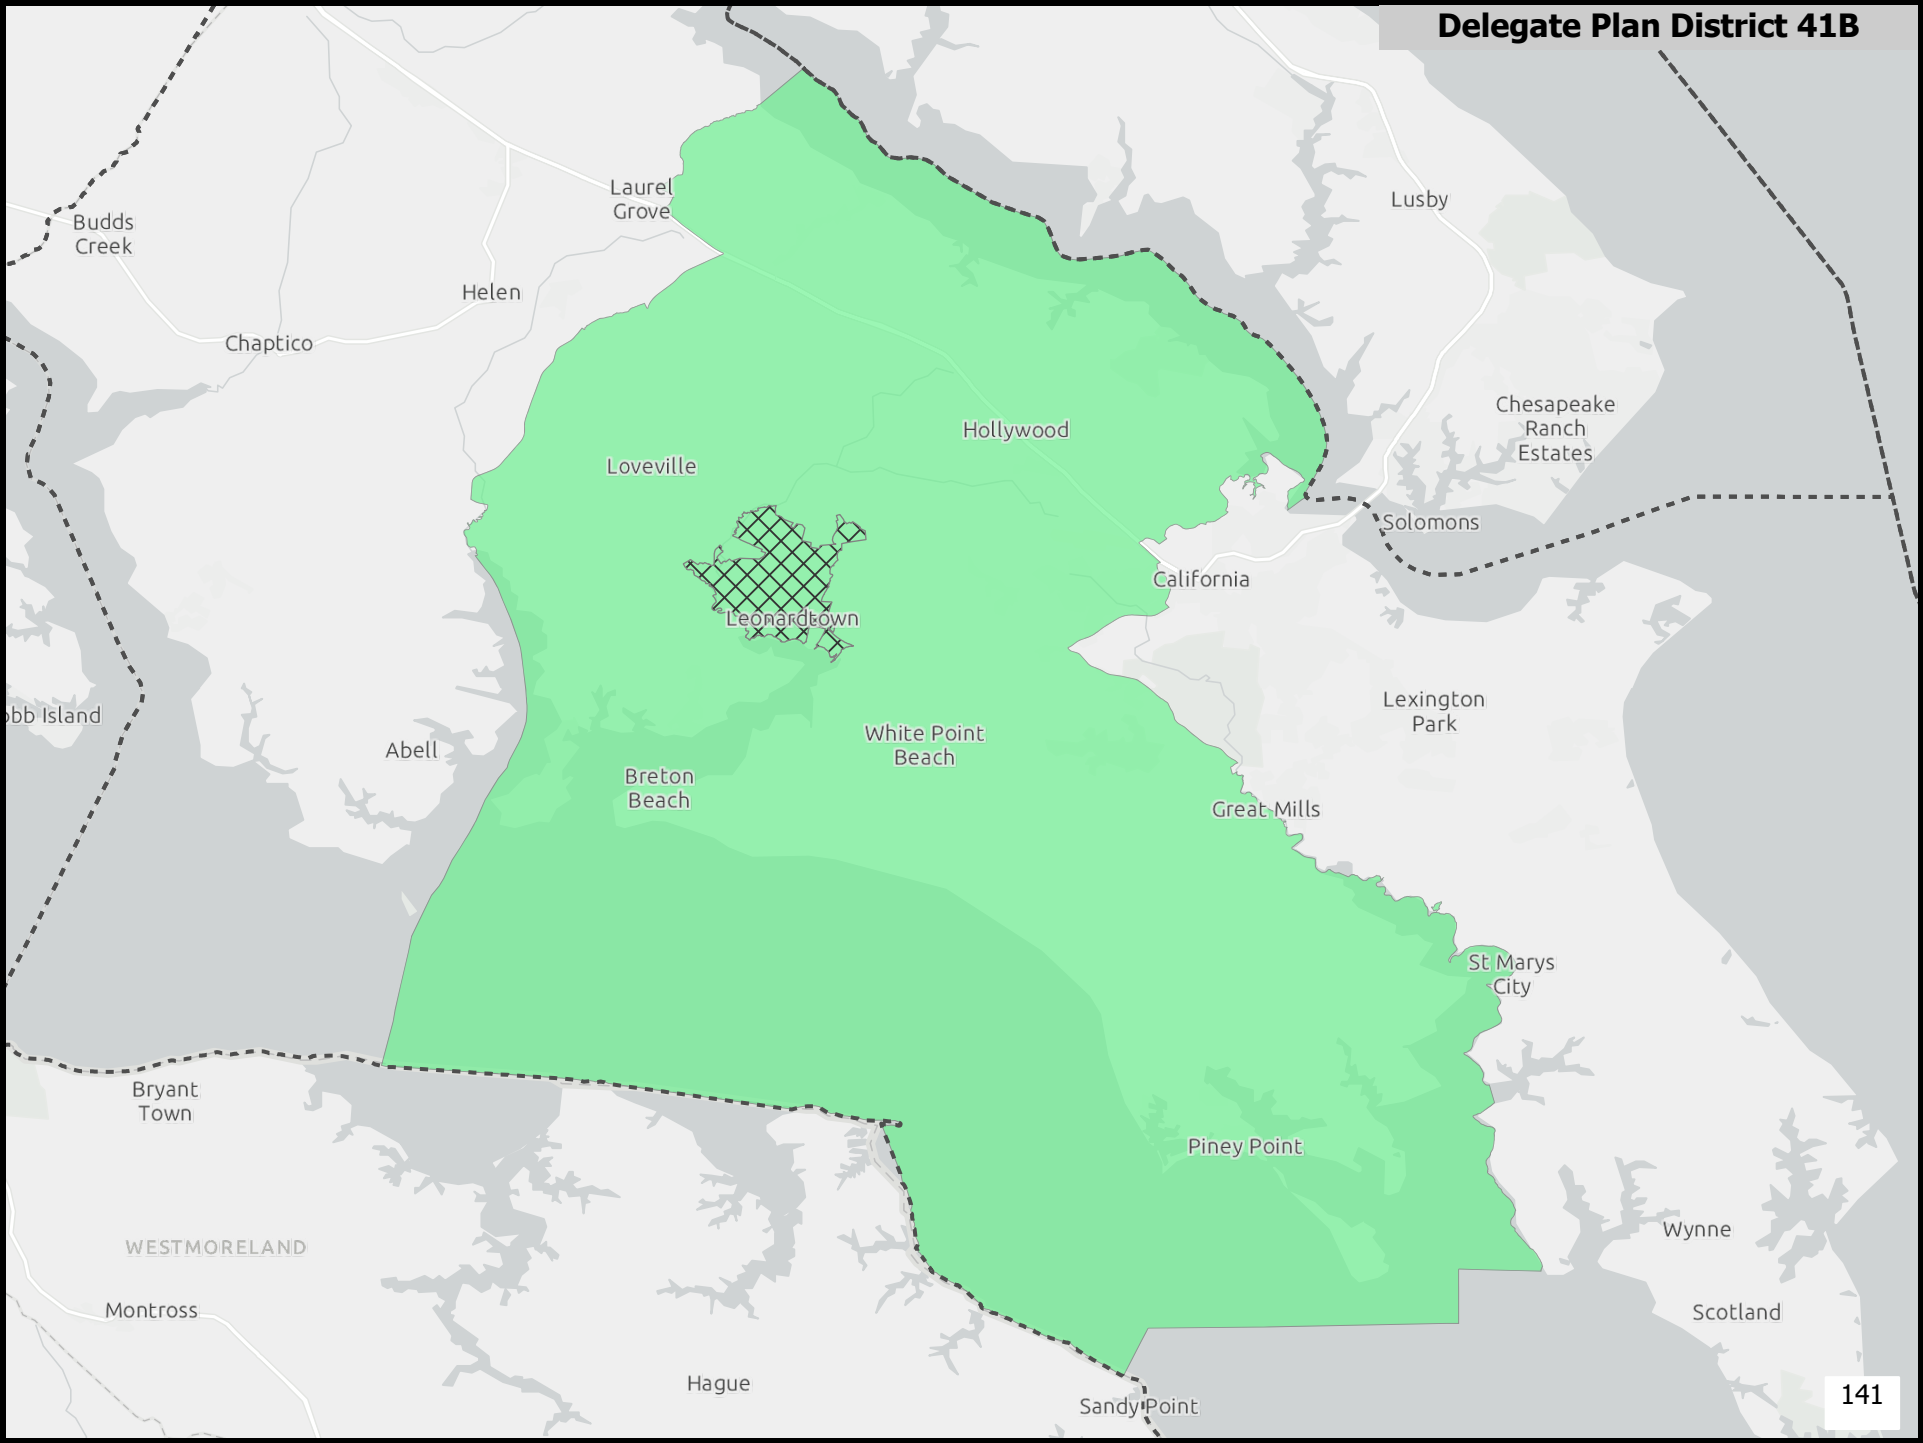 Delegate Plan District 41B
Laurel
Grove
Lusby
Budds
Creek
Helen
Chaptico
Chesapeake
Ranch
Estates
Hollywood
Loveville
Solomons
California
Leonardtown
Lexington
Park
obb Island
White Point
Beach
Abell
Breton
Beach
Great Mills
St Marys
City
Bryant
Town
Piney Point
Wynne
WESTMORELAND
Montross
Scotland
Hague
Sandy Point
141